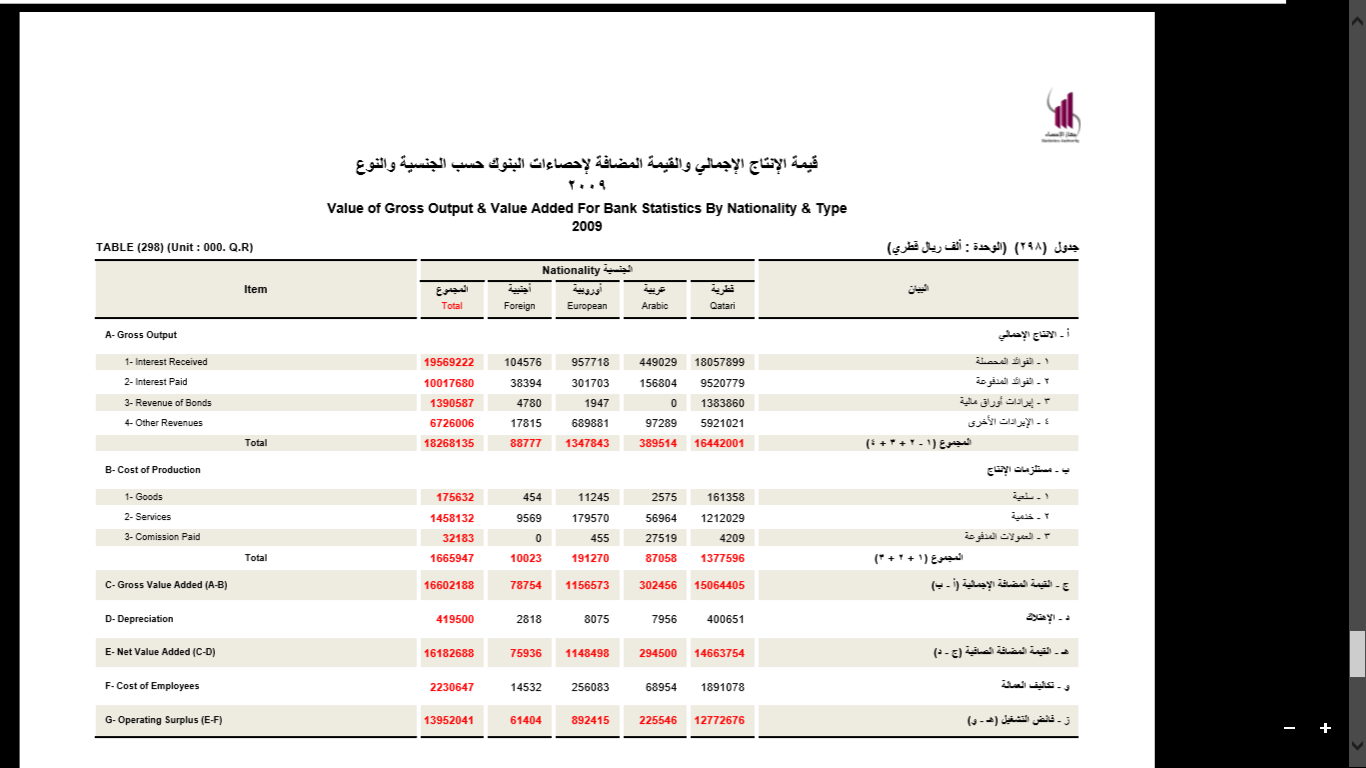 جهاز الإحصاء
Statistics Authority
قيمة الإنتاج الإجمالي والقيمة المضافة لإحصاءات البنوك حسب الجنسية والنوع
٢٠٠٩
Value of Gross Output & Value Added For Bank Statistics By Nationality & Type
2009
TABLE (298) (Unit : 000. Q.R) جدول (٢٩٨) (الوحدة : ألف ريال قطري)
Nationality الجنسية
Item المجموع أجنبية أوروبية عربية قطرية البيان
Total Foreign European Arabic Qatari
A- Gross Output أ - الانتاج الإجمالي
1- Interest Received 19569222 104576 957718 449029 18057899 ١ - الفوائد المحصلة
2- Interest Paid 10017680 38394 301703 156804 9520779 ٢ - الفوائد المدفوعة
3- Revenue of Bonds 1390587 4780 1947 0 1383860 ٣ - إيرادات أوراق مالية
4- Other Revenues 6726006 17815 689881 97289 5921021 ٤ - الإيرادات الأخرى
Total 18268135 88777 1347843 389514 16442001 المجموع (١ - ٢ + ٣ + ٤)
B- Cost of Production ب - مستلزمات الإنتاج
1- Goods 175632 454 11245 2575 161358 ١ - سلعية
2- Services 1458132 9569 179570 56964 1212029 ٢ - خدمية
3- Comission Paid 32183 0 455 27519 4209 ٣ - العمولات المدفوعة
Total 1665947 10023 191270 87058 1377596 المجموع (١ + ٢ + ٣)
C- Gross Value Added (A-B) 16602188 78754 1156573 302456 15064405 ج - القيمة المضافة الإجمالية (أ - ب)
D- Depreciation 419500 2818 8075 7956 400651 د - الإهتلاك
E- Net Value Added (C-D) 16182688 75936 1148498 294500 14663754 هـ - القيمة المضافة الصافية (ج - د)
F- Cost of Employees 2230647 14532 256083 68954 1891078 و - تكاليف العمالة
G- Operating Surplus (E-F) 13952041 61404 892415 225546 12772676 ز - فائض التشغيل (هـ - و)